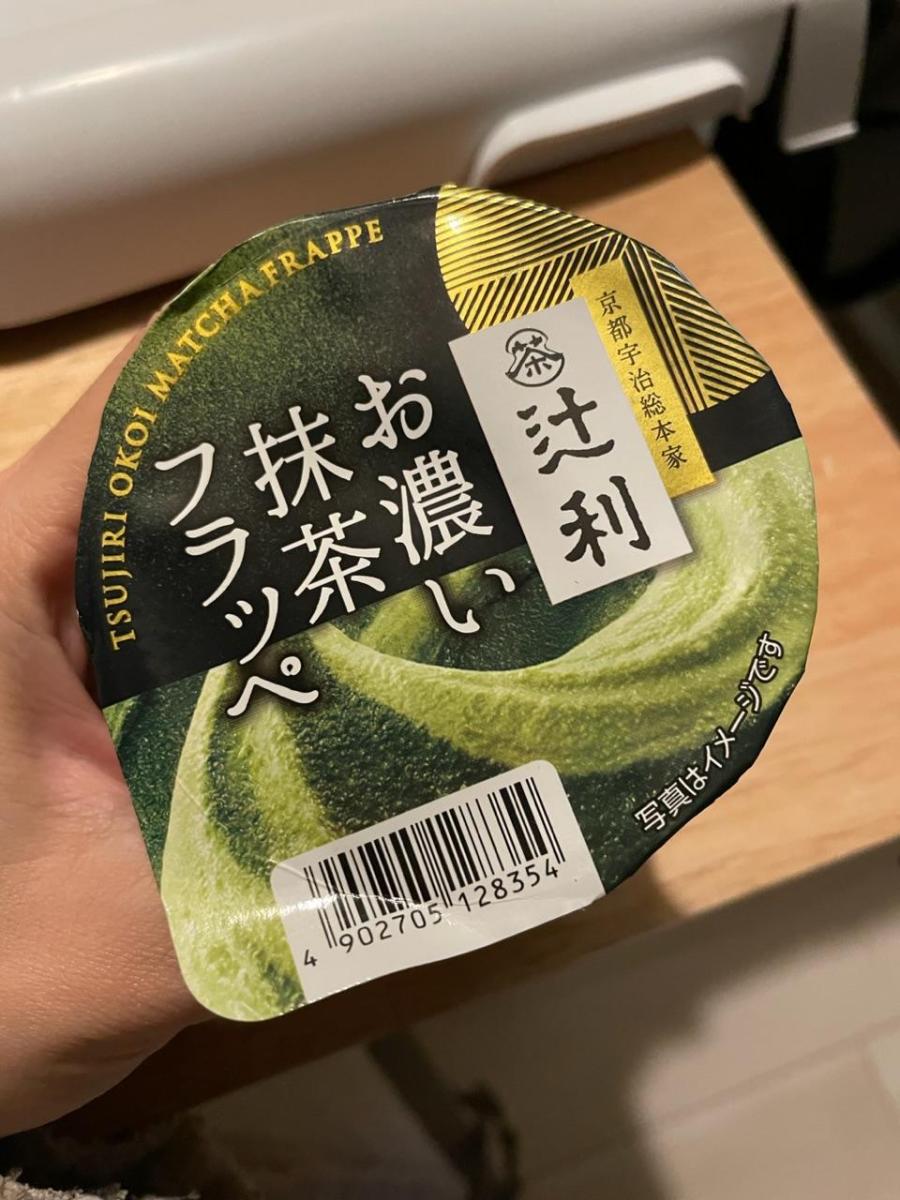 TSUJIRI OKOI MATCHA FRAPPE
京都宇治総本家
茶
辻利
お濃い
抹茶
フラッペ
写真はイメージです
4 902705 128354